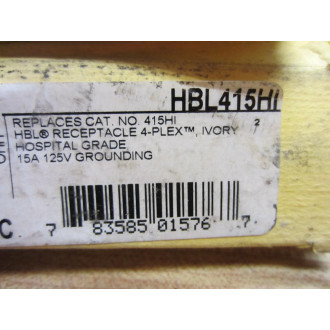 HBL415HI
REPLACES CAT. NO. 415HI 2
HBL® RECEPTACLE 4-PLEX™, IVORY
HOSPITAL GRADE
15A 125V GROUNDING
C 7 83585 01576 7